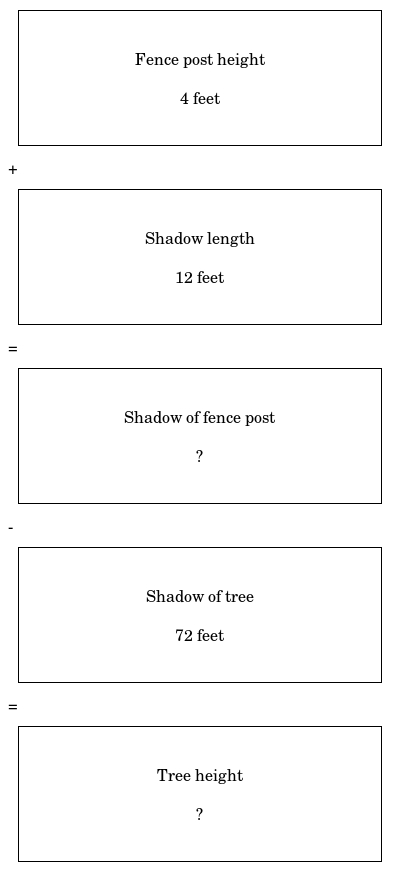 Fence post height
4 feet
+
Shadow length
12 feet
=
Shadow of fence post
?
-
Shadow of tree
72 feet
=
Tree height
?